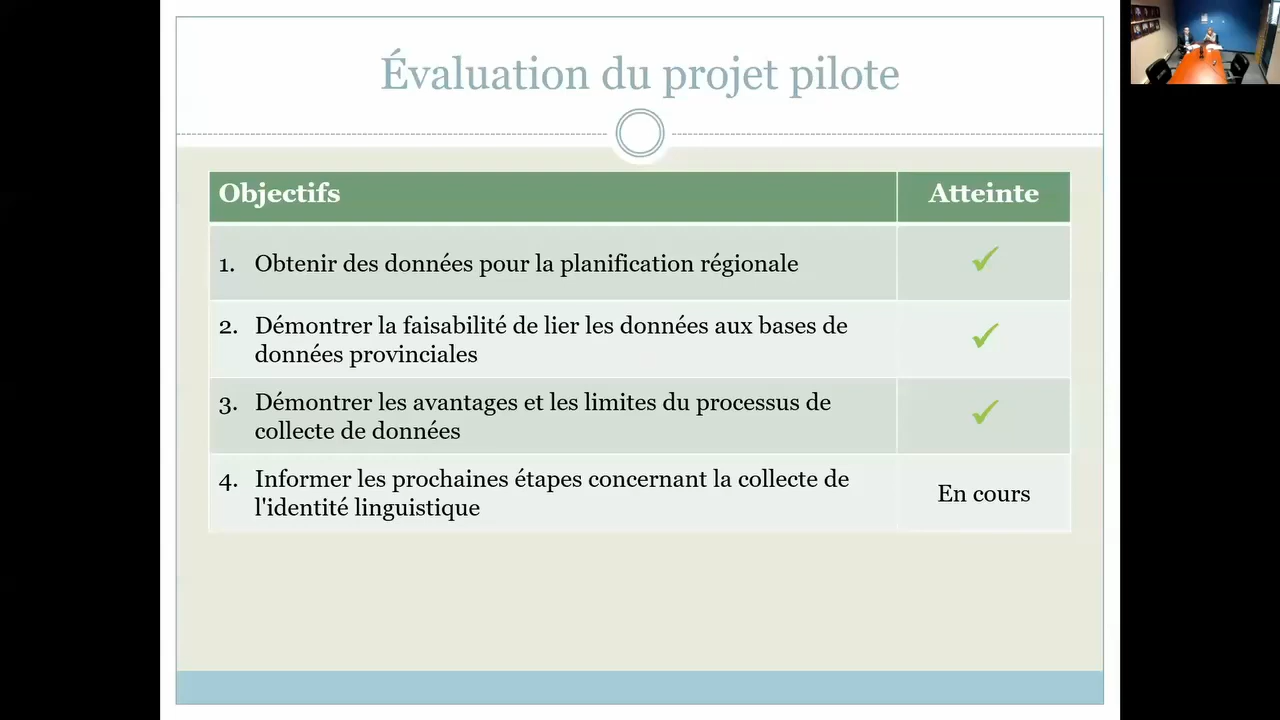 Évaluation du projet pilote
Objectifs Atteinte
1. Obtenir des données pour la planification régionale ✓
2. Démontrer la faisabilité de lier les données aux bases de
données provinciales ✓
3. Démontrer les avantages et les limites du processus de
collecte de données ✓
4. Informer les prochaines étapes concernant la collecte de
l'identité linguistique
En cours